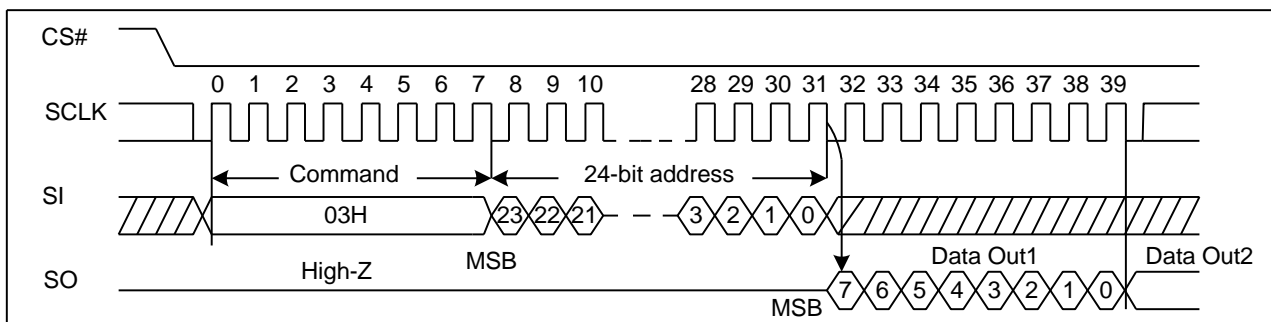 CS#
0 1 2 3 4 5 6 7 8 9 10 28 29 30 31 32 33 34 35 36 37 38 39
SCLK
Command 24-bit address
SI
03H 23 22 21 3 2 1 0
High-Z MSB Data Out1 Data Out2
SO
MSB 7 6 5 4 3 2 1 0